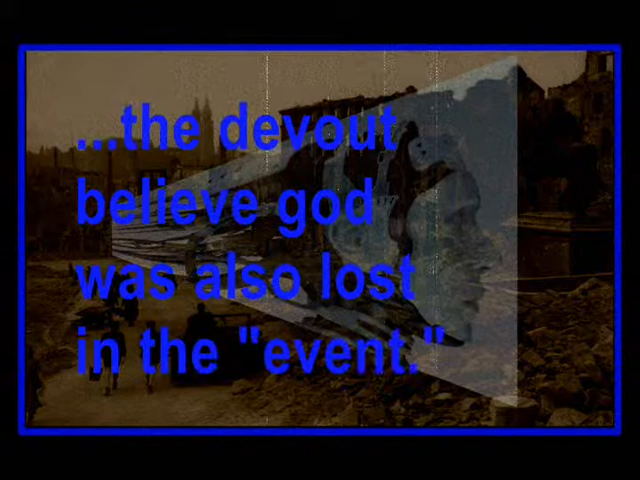 ...the devout
believe god
was also lost
in the "event."